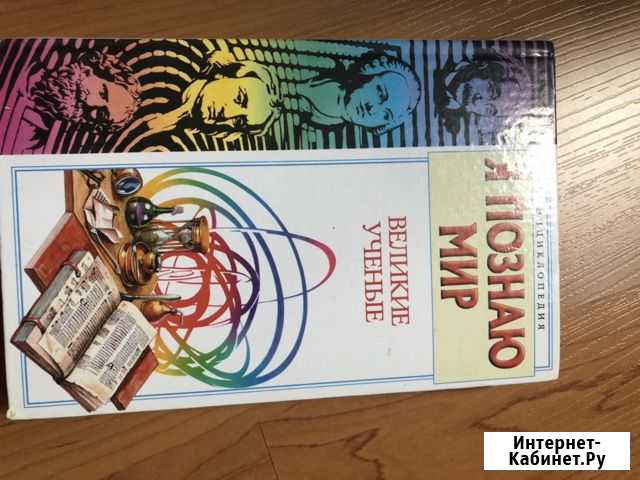 ЭНЦИКЛОПЕДИЯ
Я ПОЗНАЮ
МИР
ВЕЛИКИЕ
УЧЕНЫЕ
Интернет-
Кабинет.Ру